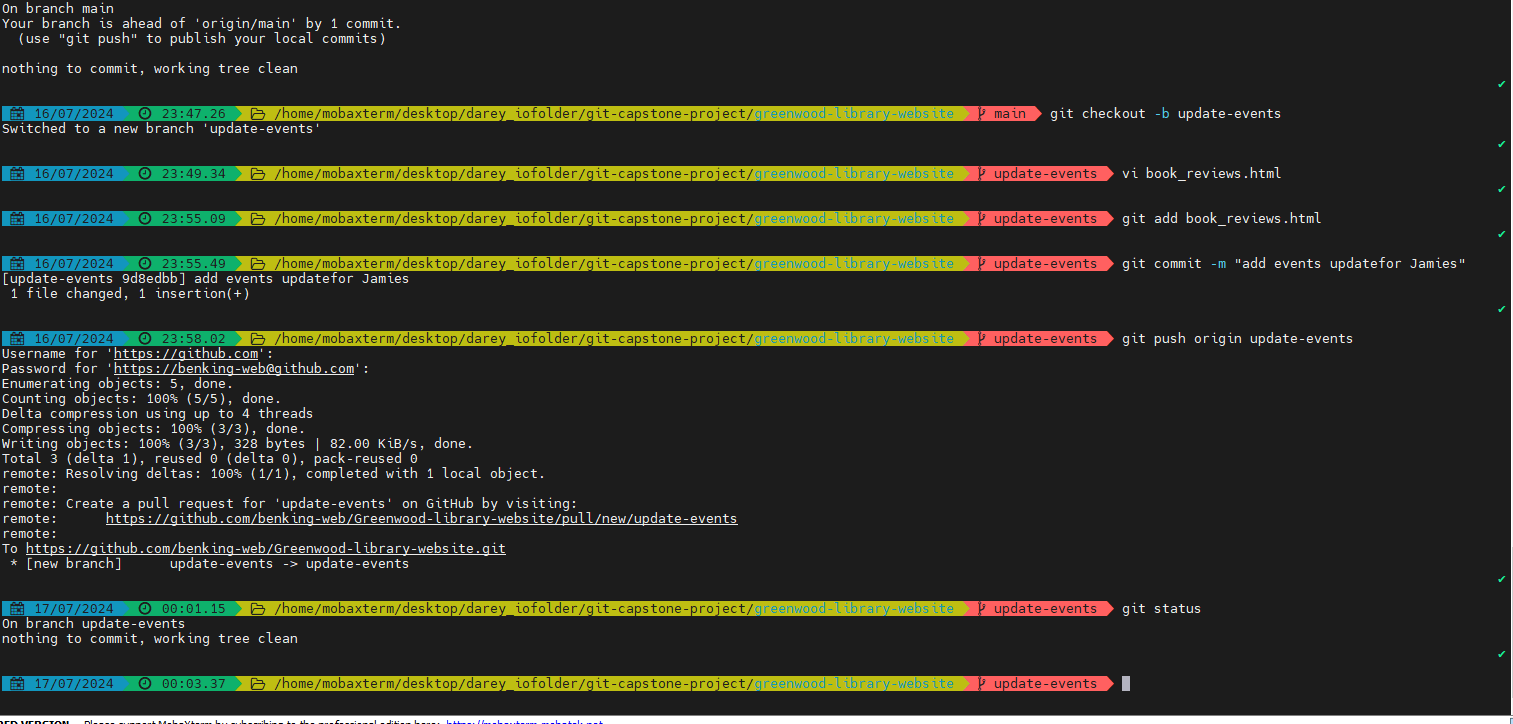 On branch main
Your branch is ahead of 'origin/main' by 1 commit.
  (use "git push" to publish your local commits)
nothing to commit, working tree clean
✔
16/07/2024 23:47.26 /home/mobaxterm/desktop/darey_iofolder/git-capstone-project/greenwood-library-website main git checkout -b update-events
Switched to a new branch 'update-events'
✔
16/07/2024 23:49.34 /home/mobaxterm/desktop/darey_iofolder/git-capstone-project/greenwood-library-website update-events vi book_reviews.html
✔
16/07/2024 23:55.09 /home/mobaxterm/desktop/darey_iofolder/git-capstone-project/greenwood-library-website update-events git add book_reviews.html
✔
16/07/2024 23:55.49 /home/mobaxterm/desktop/darey_iofolder/git-capstone-project/greenwood-library-website update-events git commit -m "add events updatefor Jamies"
[update-events 9d8edbb] add events updatefor Jamies
 1 file changed, 1 insertion(+)
✔
16/07/2024 23:58.02 /home/mobaxterm/desktop/darey_iofolder/git-capstone-project/greenwood-library-website update-events git push origin update-events
Username for 'https://github.com':
Password for 'https://benking-web@github.com':
Enumerating objects: 5, done.
Counting objects: 100% (5/5), done.
Delta compression using up to 4 threads
Compressing objects: 100% (3/3), done.
Writing objects: 100% (3/3), 328 bytes | 82.00 KiB/s, done.
Total 3 (delta 1), reused 0 (delta 0), pack-reused 0
remote: Resolving deltas: 100% (1/1), completed with 1 local object.
remote:
remote: Create a pull request for 'update-events' on GitHub by visiting:
remote:      https://github.com/benking-web/Greenwood-library-website/pull/new/update-events
remote:
To https://github.com/benking-web/Greenwood-library-website.git
 * [new branch]      update-events -> update-events
✔
17/07/2024 00:01.15 /home/mobaxterm/desktop/darey_iofolder/git-capstone-project/greenwood-library-website update-events git status
On branch update-events
nothing to commit, working tree clean
✔
17/07/2024 00:03.37 /home/mobaxterm/desktop/darey_iofolder/git-capstone-project/greenwood-library-website update-events
VERSION - Please support MobaXterm by subscribing to the professional edition here: https://mobaxterm.mobatek.net